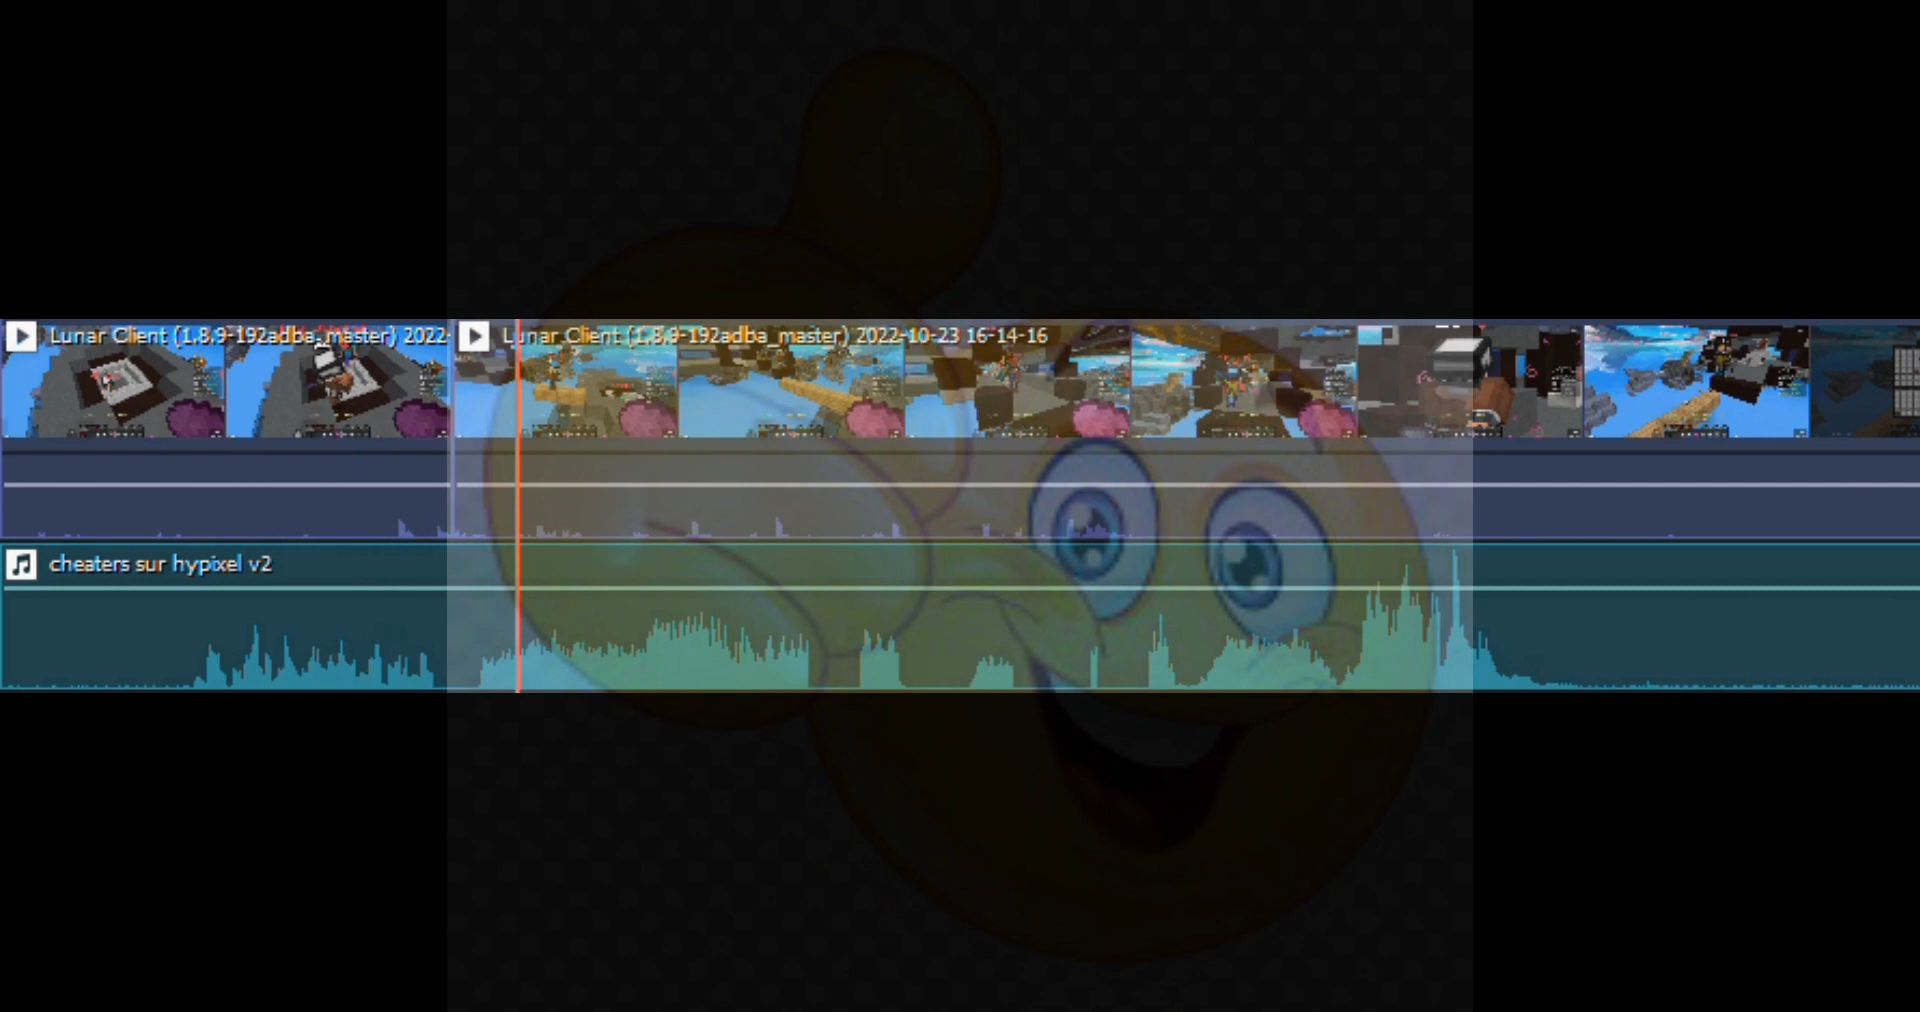 Lunar Client (1.8.9-192adba_master) 2022-
Lunar Client (1.8.9-192adba_master) 2022-10-23 16-14-16
cheaters sur hypixel v2